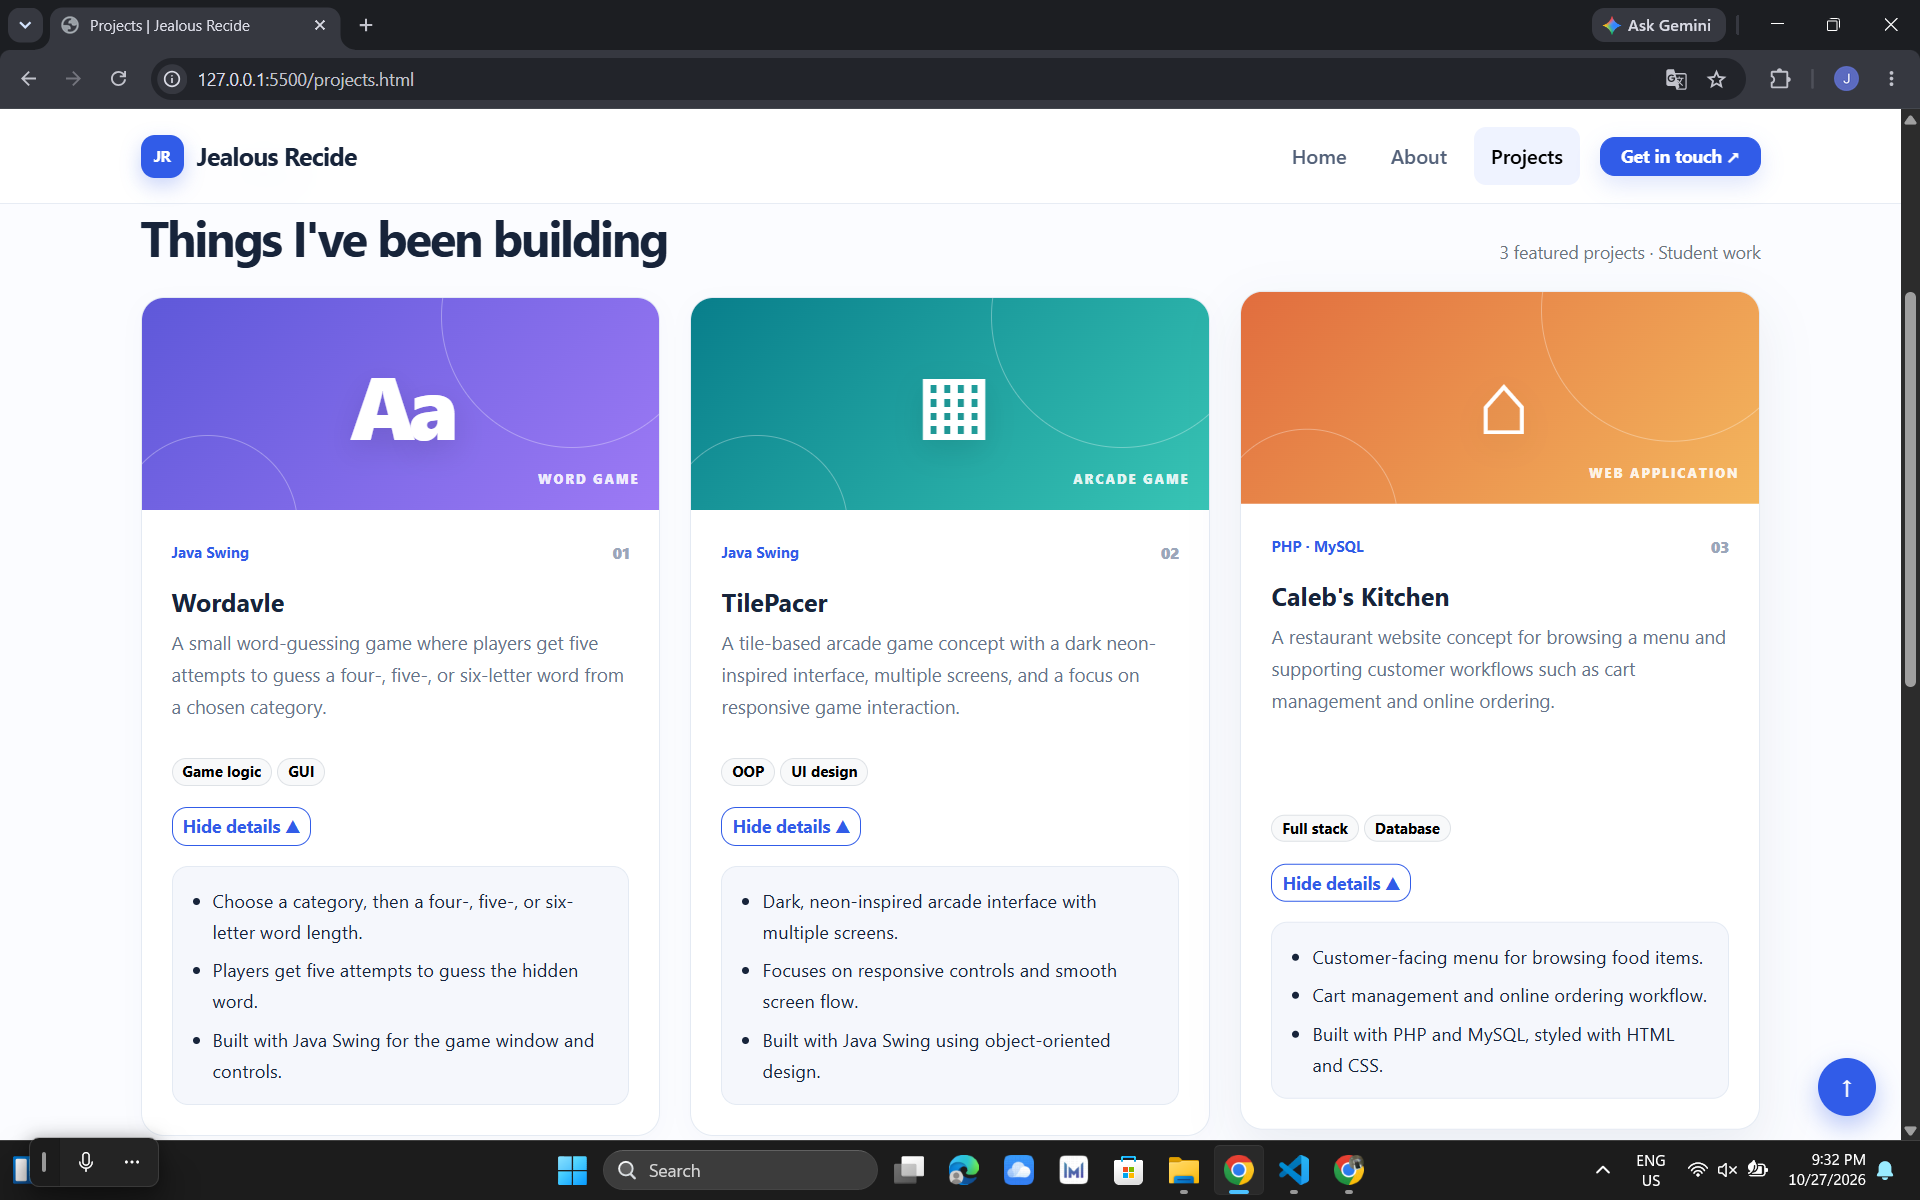 Projects | Jealous Recide
Ask Gemini
127.0.0.1:5500/projects.html
J
JR
Jealous Recide
Home
About
Projects
Get in touch ↗
Things I've been building
3 featured projects · Student work
Aa
WORD GAME
Java Swing
01
Wordavle
A small word-guessing game where players get five
attempts to guess a four-, five-, or six-letter word from
a chosen category.
Game logic
GUI
Hide details ▲
• Choose a category, then a four-, five-, or six-
letter word length.
• Players get five attempts to guess the hidden
word.
• Built with Java Swing for the game window and
controls.
ARCADE GAME
Java Swing
02
TilePacer
A tile-based arcade game concept with a dark neon-
inspired interface, multiple screens, and a focus on
responsive game interaction.
OOP
UI design
Hide details ▲
• Dark, neon-inspired arcade interface with
multiple screens.
• Focuses on responsive controls and smooth
screen flow.
• Built with Java Swing using object-oriented
design.
WEB APPLICATION
PHP · MySQL
03
Caleb's Kitchen
A restaurant website concept for browsing a menu and
supporting customer workflows such as cart
management and online ordering.
Full stack
Database
Hide details ▲
• Customer-facing menu for browsing food items.
• Cart management and online ordering workflow.
• Built with PHP and MySQL, styled with HTML
and CSS.
↑
Search
ENG
US
9:32 PM
10/27/2026